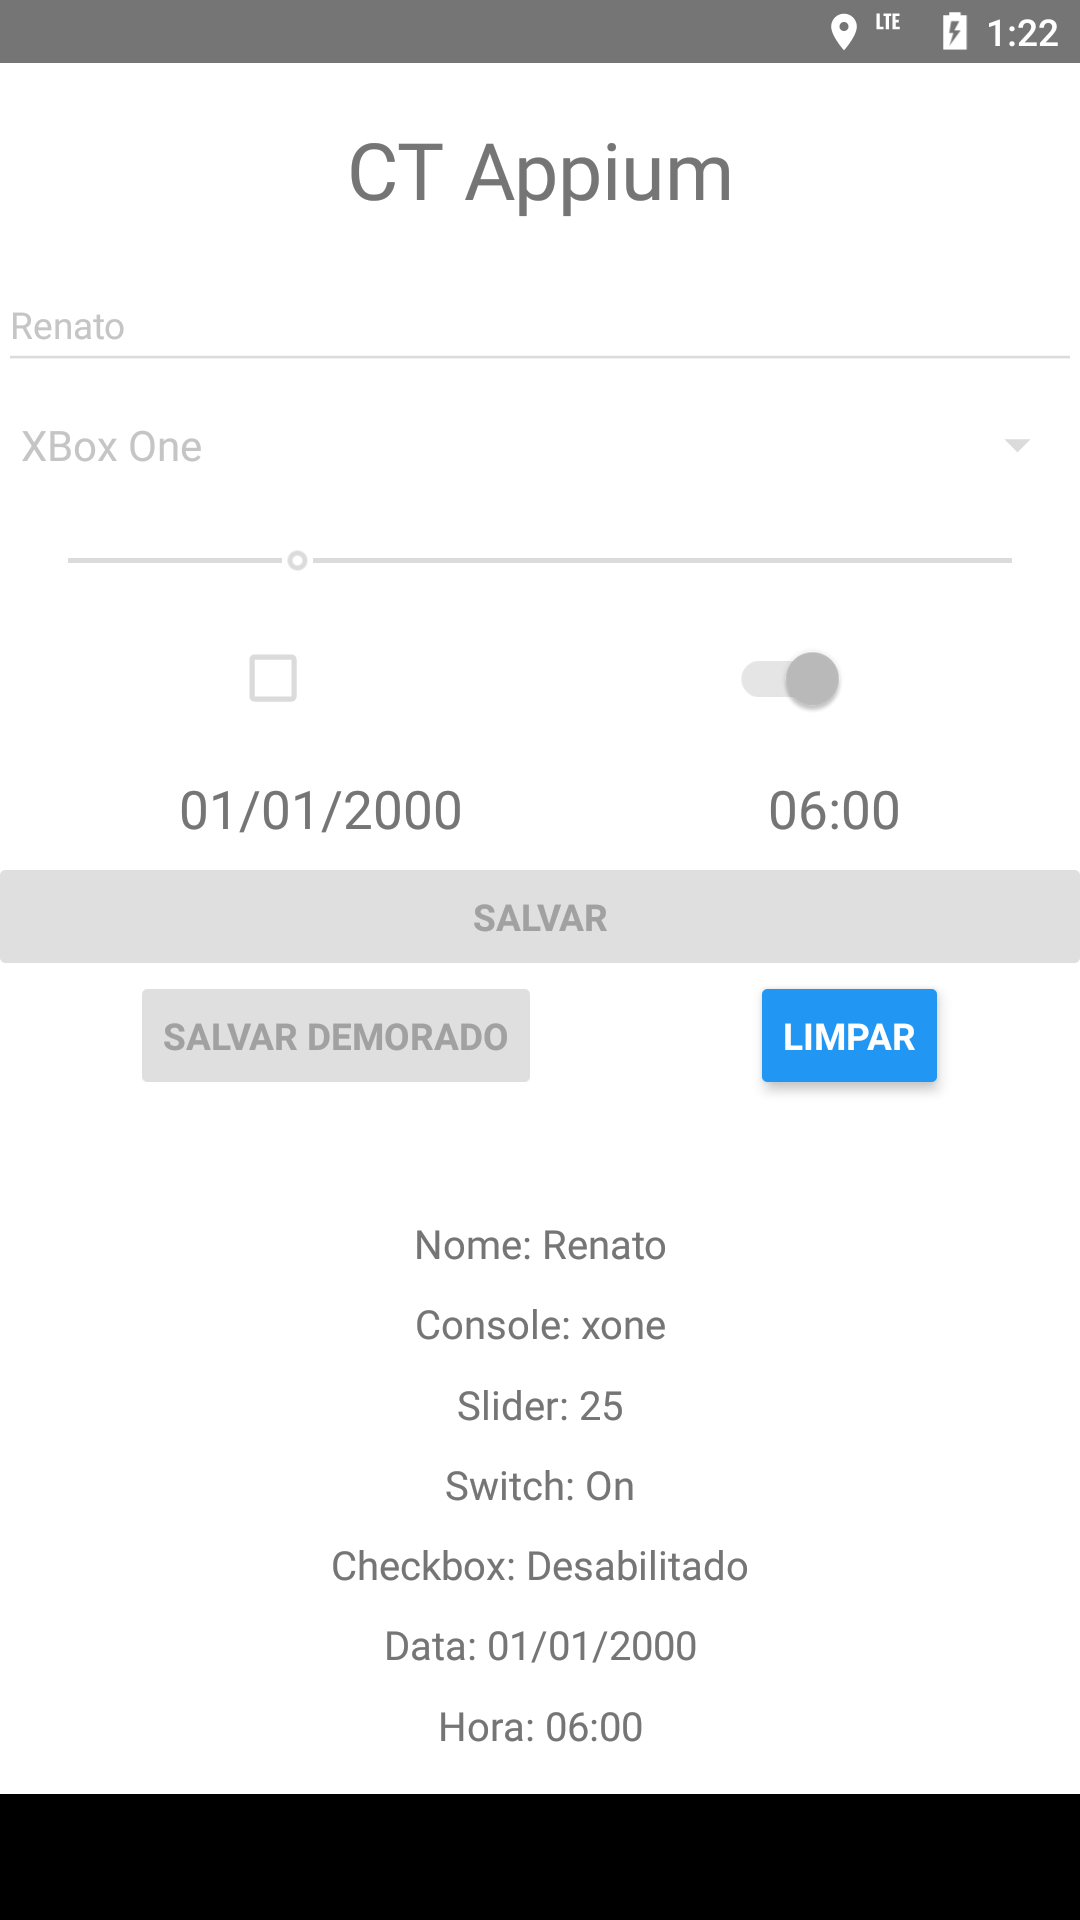 LTE 1:22
CT Appium
Renato
XBox One
01/01/2000 06:00
SALVAR
SALVAR DEMORADO LIMPAR
Nome: Renato
Console: xone
Slider: 25
Switch: On
Checkbox: Desabilitado
Data: 01/01/2000
Hora: 06:00